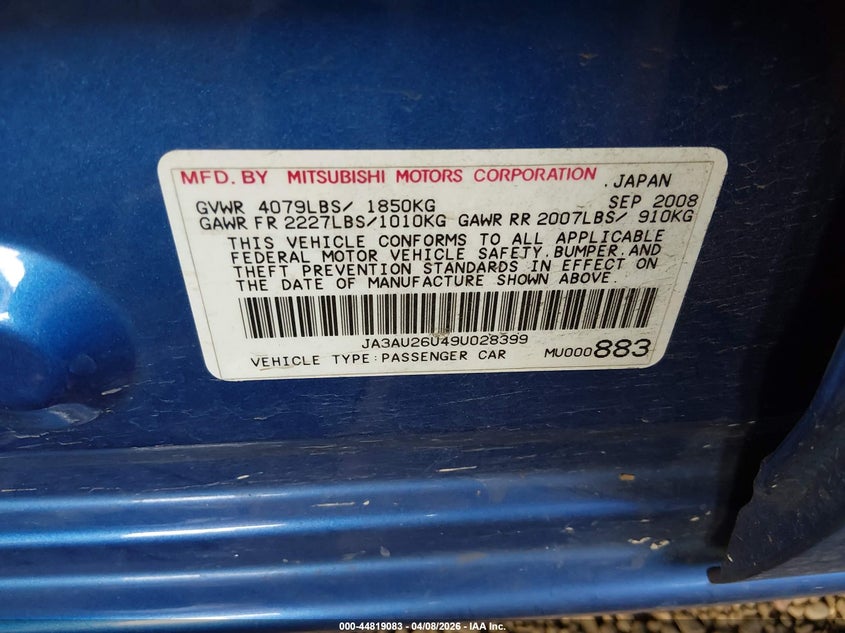 MFD. BY MITSUBISHI MOTORS CORPORATION .JAPAN
GVWR 4079LBS/ 1850KG SEP 2008
GAWR FR 2227LBS/1010KG GAWR RR 2007LBS/ 910KG
THIS VEHICLE CONFORMS TO ALL APPLICABLE
FEDERAL MOTOR VEHICLE SAFETY,BUMPER,AND
THEFT PREVENTION STANDARDS IN EFFECT ON
THE DATE OF MANUFACTURE SHOWN ABOVE.
JA3AU26U49U028399
VEHICLE TYPE:PASSENGER CAR MU000883
000-44819083 - 04/08/2026 - IAA Inc.